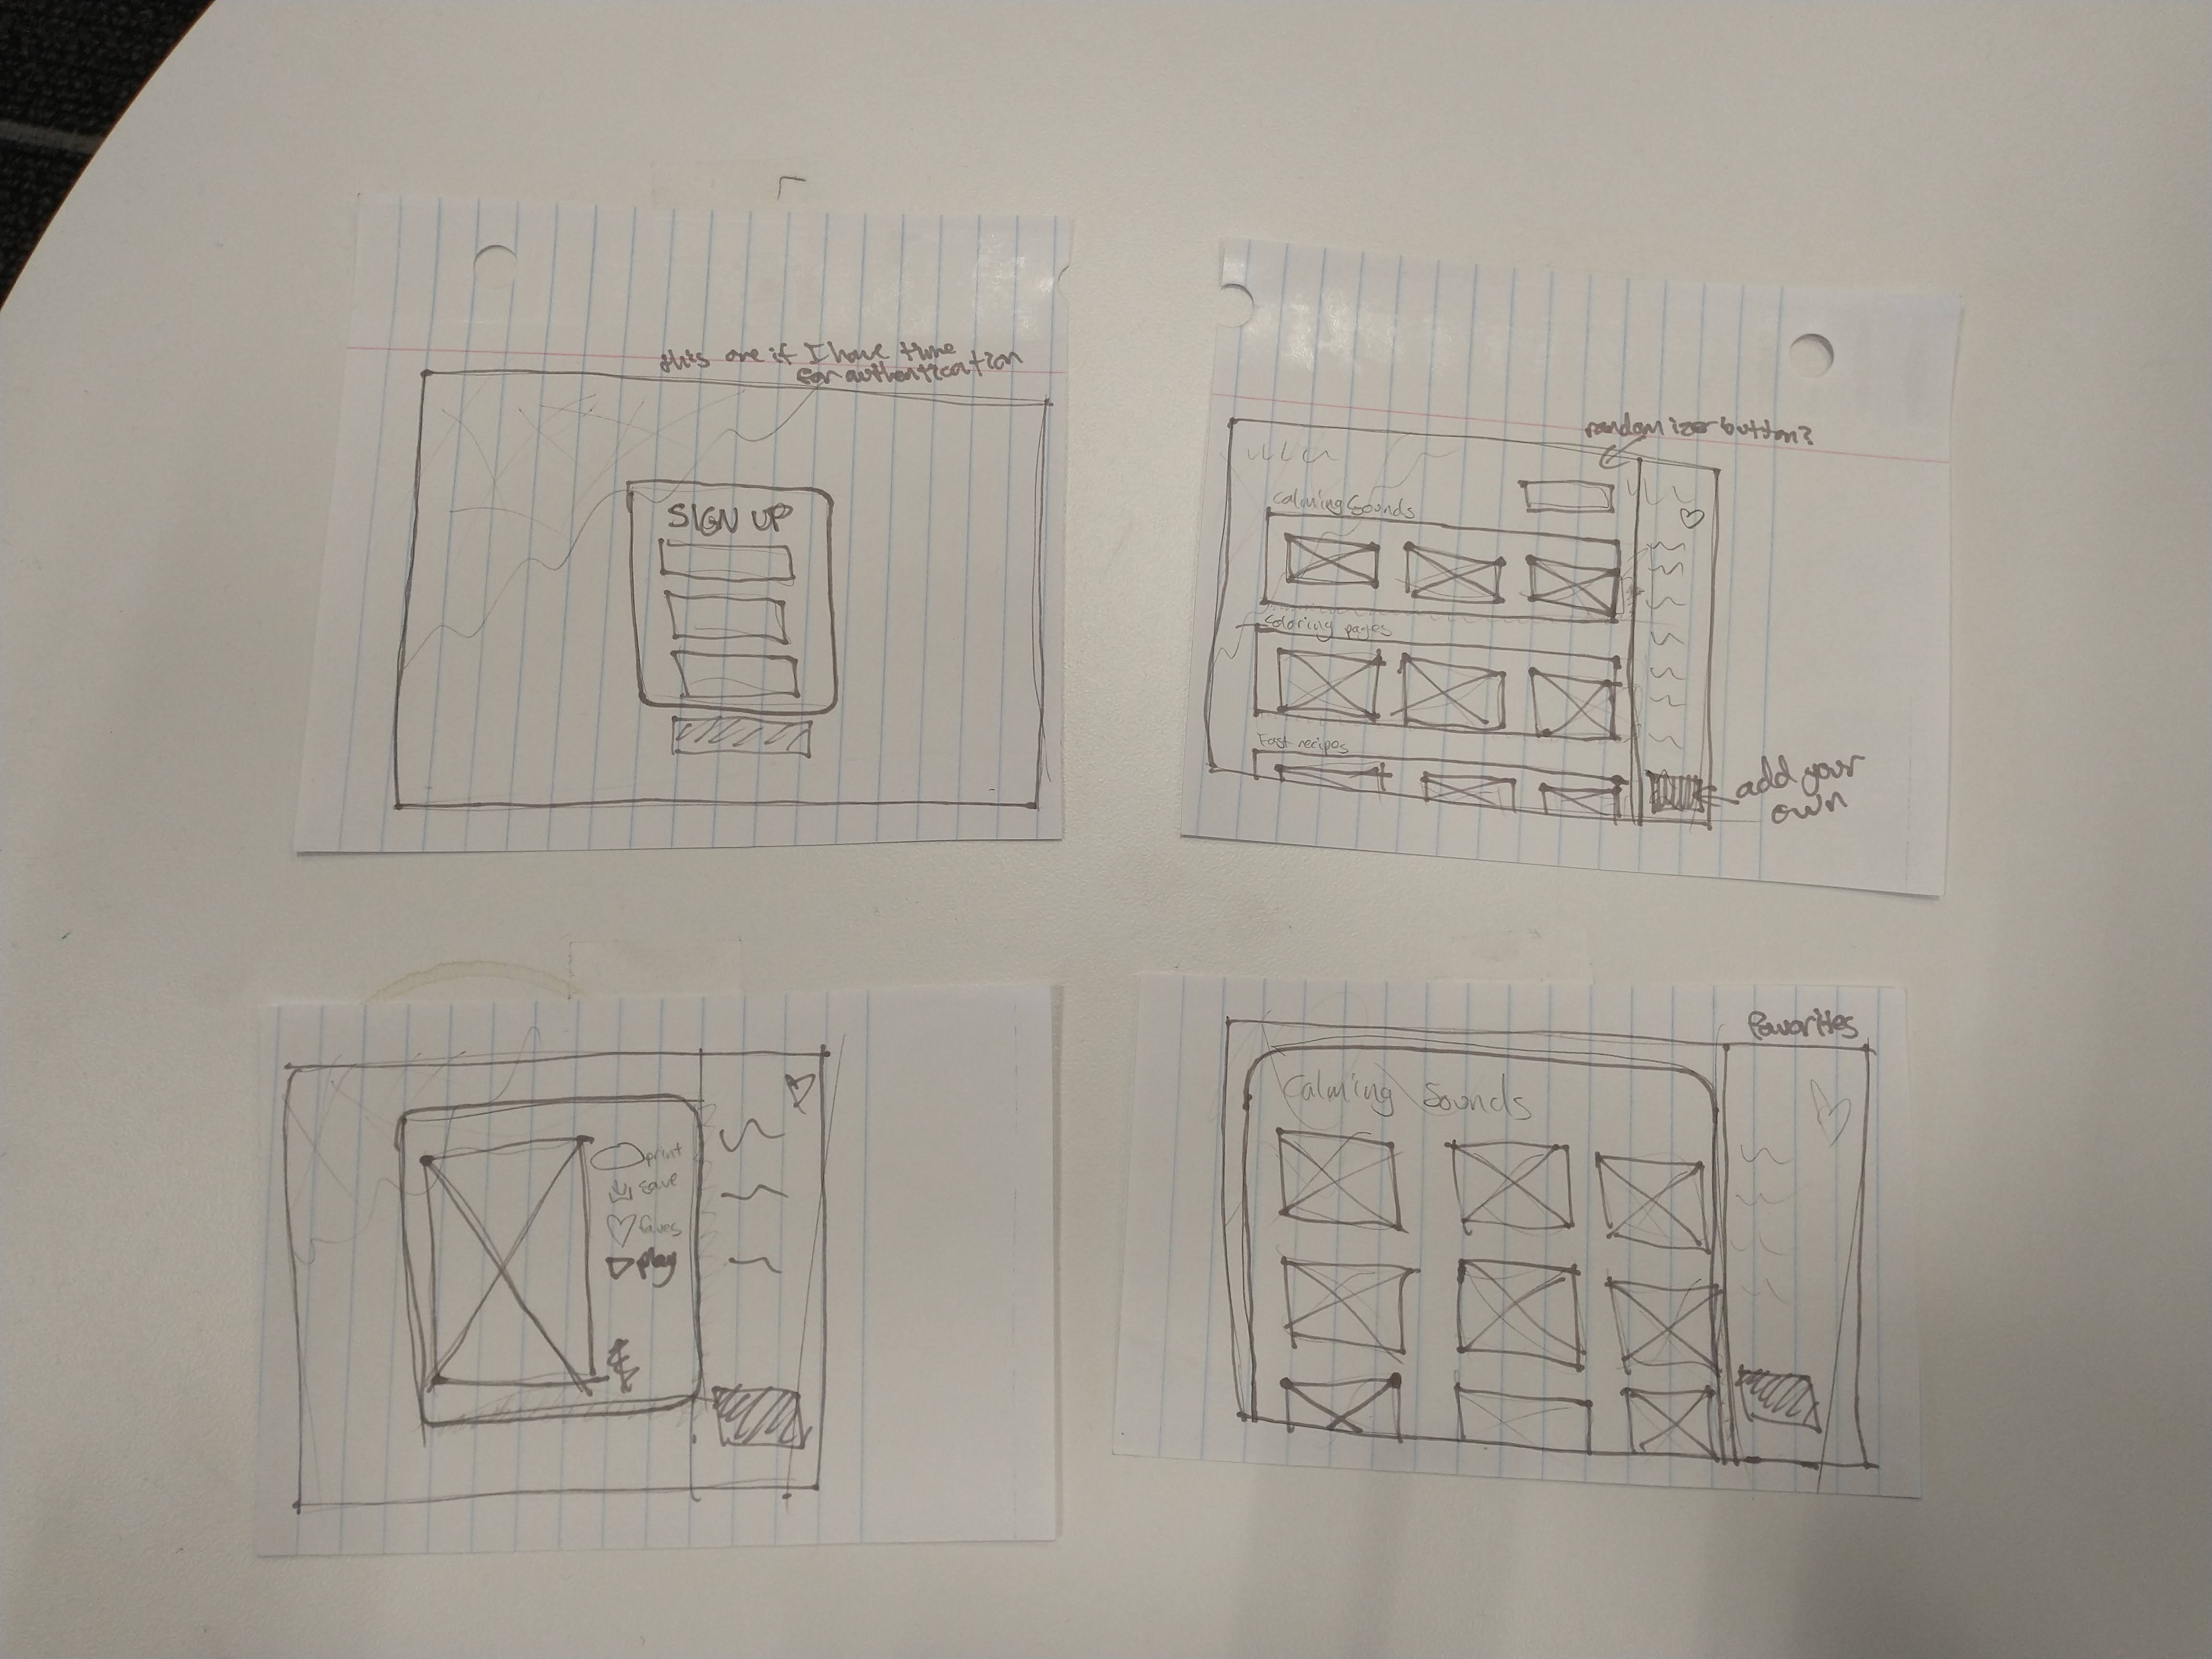 this one if I have time
for authentication
SIGN UP
randomizer button?
Calming Sounds
Coloring pages
Fast recipes
add your
own
print
save
faves
play
favorites
Calming Sounds